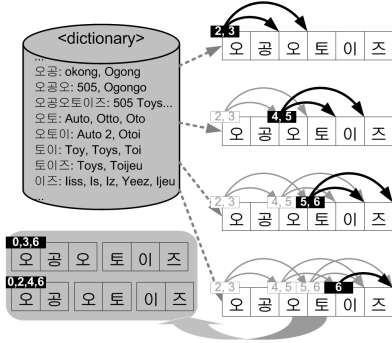 <dictionary>
...
오공: okong, Ogong
오공오: 505, Ogongo
오공오토이즈: 505 Toys...
오토: Auto, Otto, Oto
오토이: Auto 2, Otoi
토이: Toy, Toys, Toi
토이즈: Toys, Toijeu
이즈: Iiss, Is, Iz, Yeez, Ijeu
...
0,3,6
오 공 오 토 이 즈
0,2,4,6
오 공 오 토 이 즈
2, 3
오 공 오 토 이 즈
2, 3 4, 5
오 공 오 토 이 즈
2, 3 4, 5 5, 6
오 공 오 토 이 즈
2, 3 4, 5 5, 6 6
오 공 오 토 이 즈